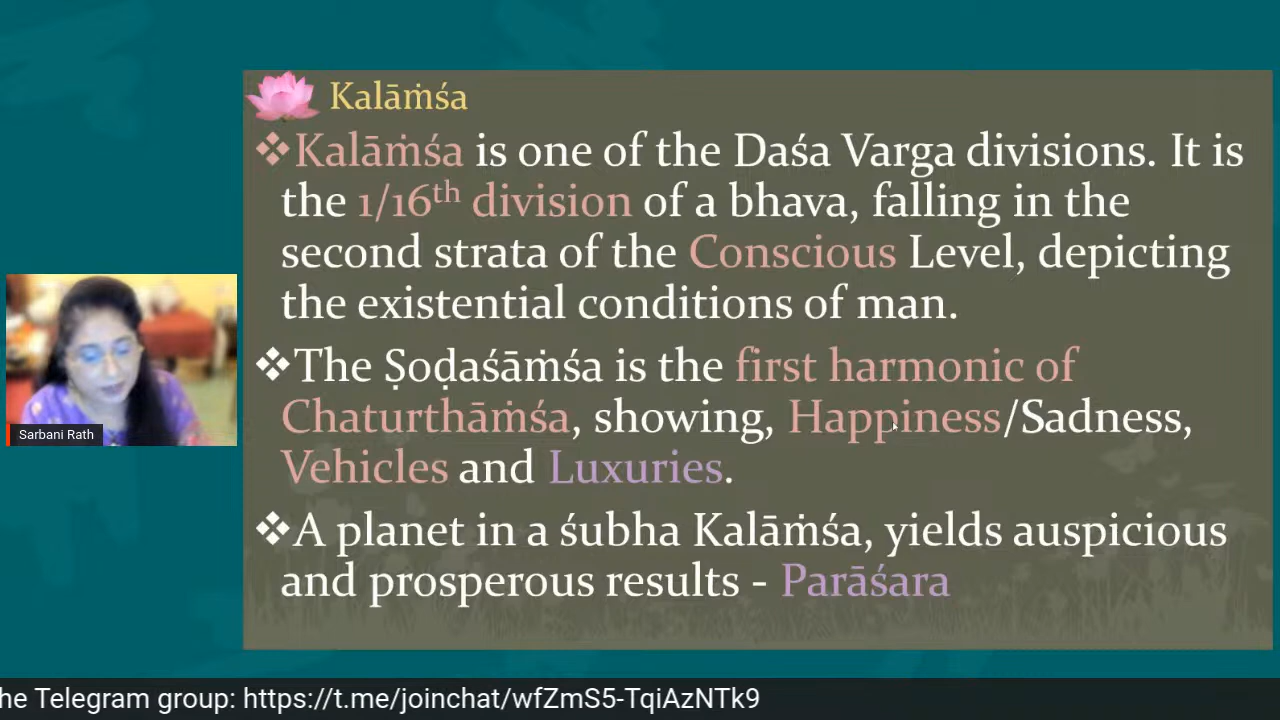 Kalāṁśa
❖Kalāṁśa is one of the Daśa Varga divisions. It is
the 1/16th division of a bhava, falling in the
second strata of the Conscious Level, depicting
the existential conditions of man.
❖The Ṣoḍaśāṁśa is the first harmonic of
Chaturthāṁśa, showing, Happiness/Sadness,
Vehicles and Luxuries.
❖A planet in a śubha Kalāṁśa, yields auspicious
and prosperous results - Parāśara
Sarbani Rath
he Telegram group: https://t.me/joinchat/wfZmS5-TqiAzNTk9